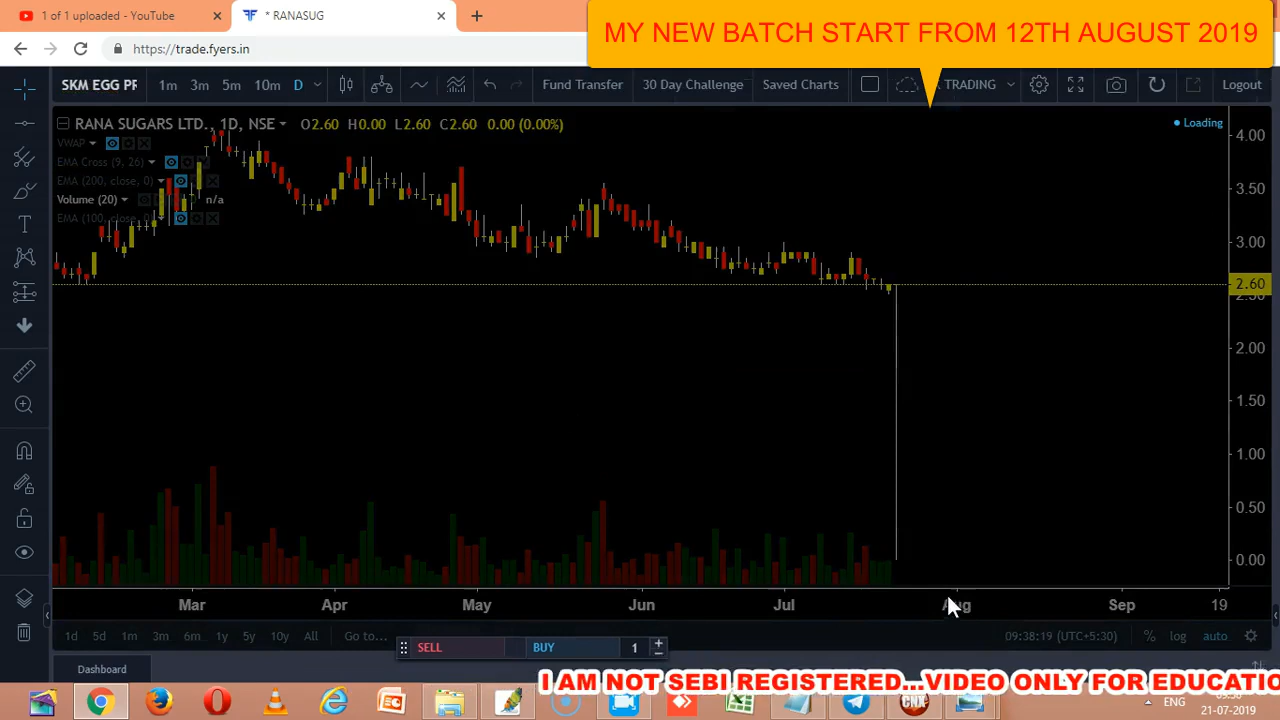 1 of 1 uploaded - YouTube
* RANASUG
MY NEW BATCH START FROM 12TH AUGUST 2019
https://trade.fyers.in
SKM EGG PR 1m 3m 5m 10m D Fund Transfer 30 Day Challenge Saved Charts TRADING Logout
RANA SUGARS LTD., 1D, NSE O2.60 H0.00 L2.60 C2.60 0.00 (0.00%)
Loading
VWAP
EMA Cross (9, 26)
EMA (200, close, 0)
Volume (20) n/a
EMA (100, close, 0)
4.00
3.50
3.00
2.60
2.50
2.00
1.50
1.00
0.50
0.00
Mar Apr May Jun Jul Aug Sep 19
1d 5d 1m 3m 6m 1y 5y 10y All Go to... 09:38:19 (UTC+5:30) % log auto
SELL BUY 1
Dashboard
I AM NOT SEBI REGISTERED...VIDEO ONLY FOR EDUCATIO
ENG
21-07-2019